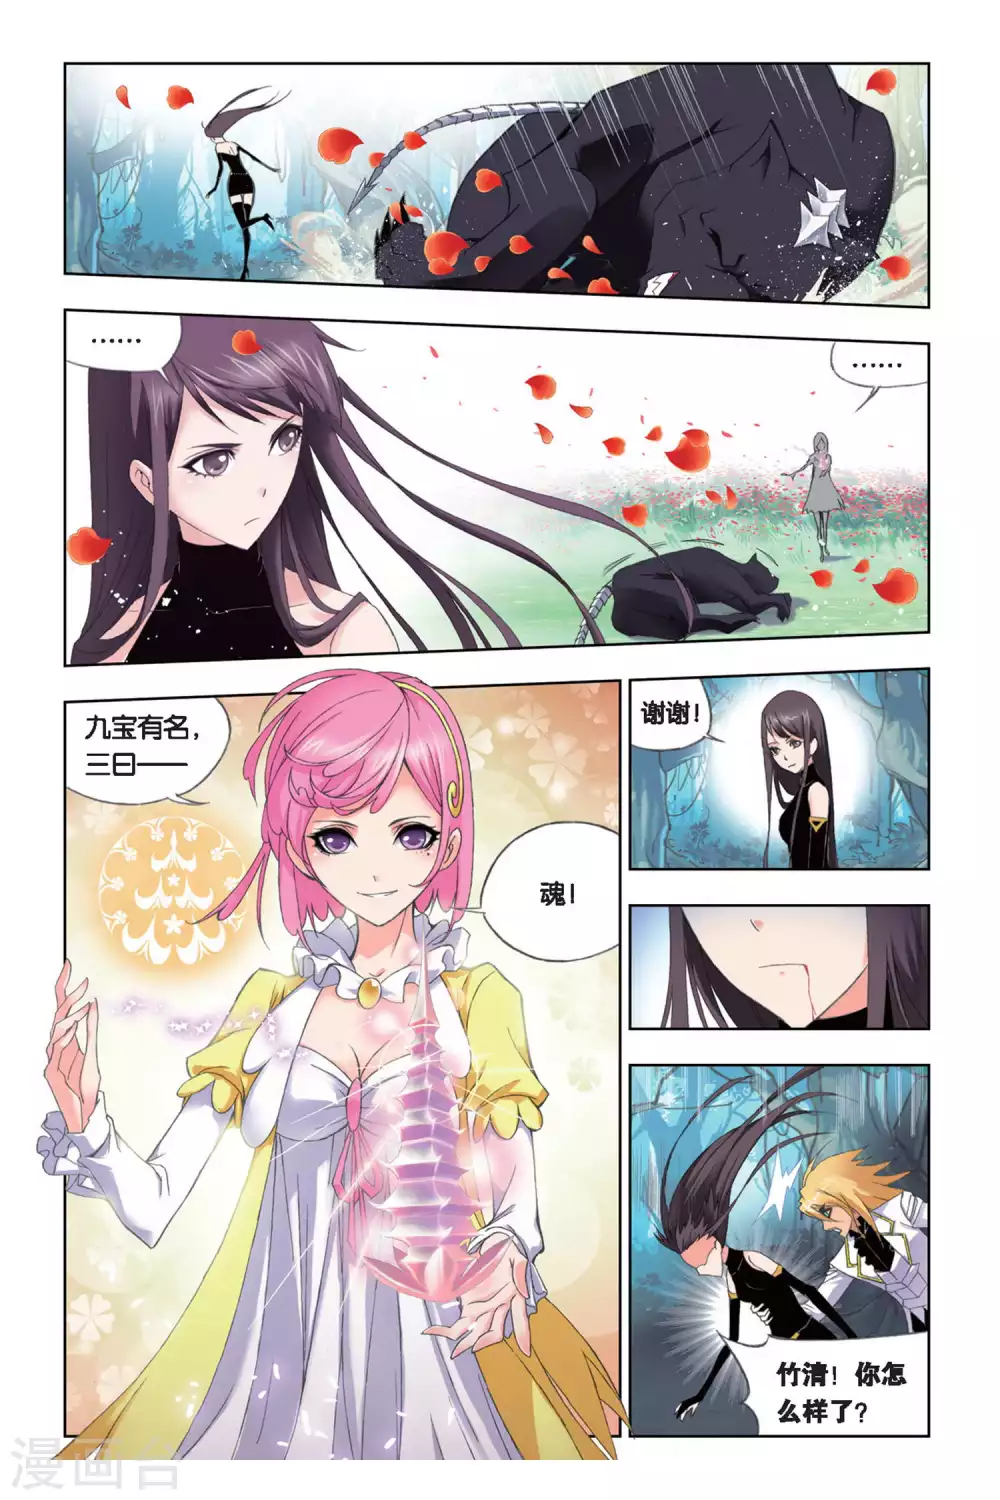 ……
……
九宝有名，
三曰——
魂！
谢谢！
竹清！你怎
么样了？
漫画台